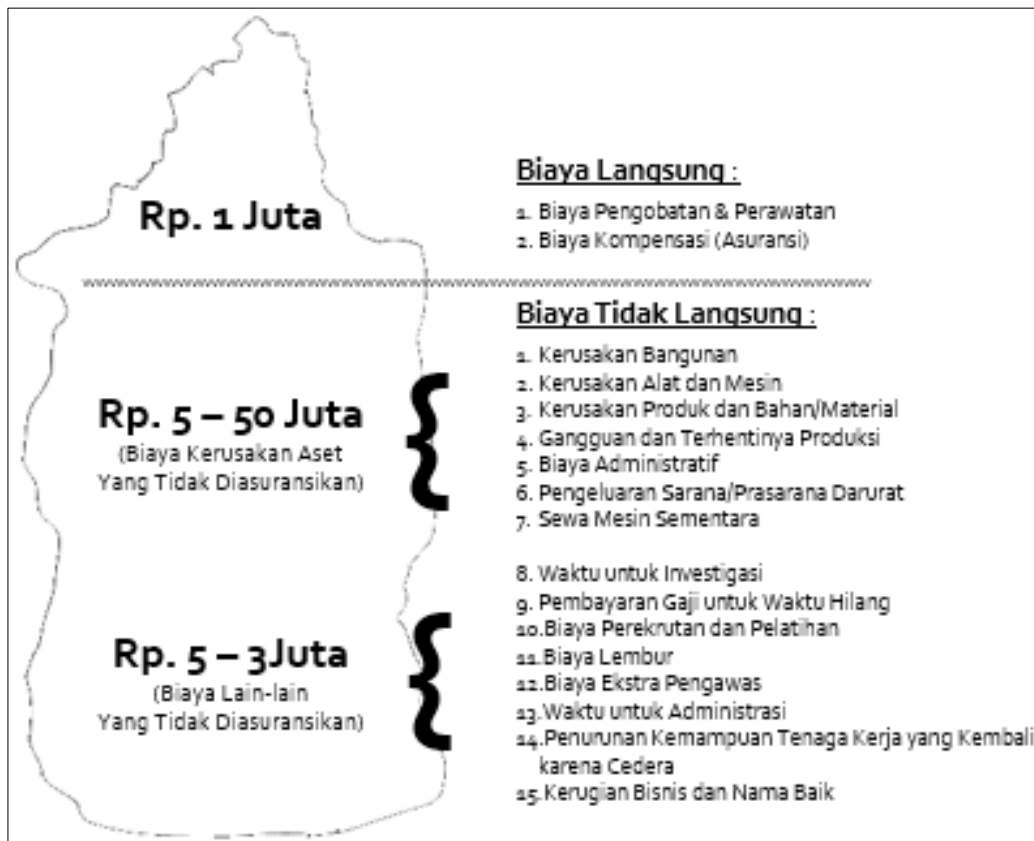 Rp. 1 Juta
Biaya Langsung :
1. Biaya Pengobatan & Perawatan
2. Biaya Kompensasi (Asuransi)
Rp. 5 – 50 Juta
(Biaya Kerusakan Aset
Yang Tidak Diasuransikan)
Rp. 5 – 3Juta
(Biaya Lain-lain
Yang Tidak Diasuransikan)
Biaya Tidak Langsung :
1. Kerusakan Bangunan
2. Kerusakan Alat dan Mesin
3. Kerusakan Produk dan Bahan/Material
4. Gangguan dan Terhentinya Produksi
5. Biaya Administratif
6. Pengeluaran Sarana/Prasarana Darurat
7. Sewa Mesin Sementara
8. Waktu untuk Investigasi
9. Pembayaran Gaji untuk Waktu Hilang
10.Biaya Perekrutan dan Pelatihan
11.Biaya Lembur
12.Biaya Ekstra Pengawas
13.Waktu untuk Administrasi
14.Penurunan Kemampuan Tenaga Kerja yang Kembali
karena Cedera
15.Kerugian Bisnis dan Nama Baik